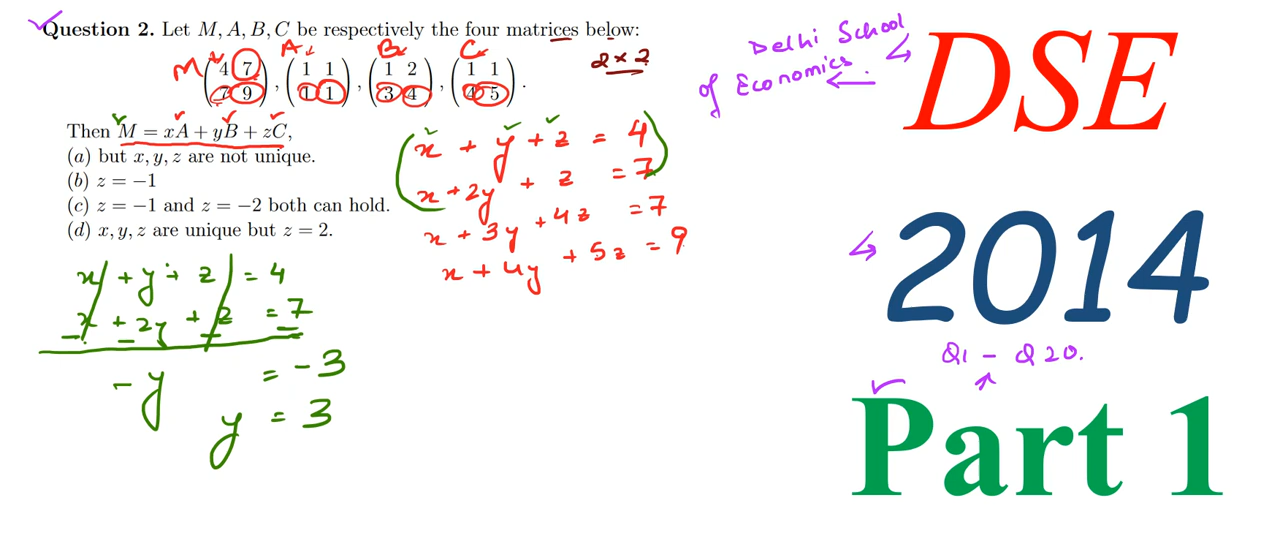 Question 2. Let M, A, B, C be respectively the four matrices below:
M A B C
(4 7), (1 1), (1 2), (1 1).
(7 9), (1 1), (3 4), (4 5)
2 × 2
Then M = xA + yB + zC,
(a) but x, y, z are not unique.
(b) z = −1
(c) z = −1 and z = −2 both can hold.
(d) x, y, z are unique but z = 2.
x + y + z = 4
x + 2y + z = 7
x + 3y + 4z = 7
x + 4y + 5z = 9
x + y + z = 4
x + 2y + z = 7
- y = -3
y = 3
Delhi School
of Economics
DSE
2014
Q1 - Q20.
Part 1